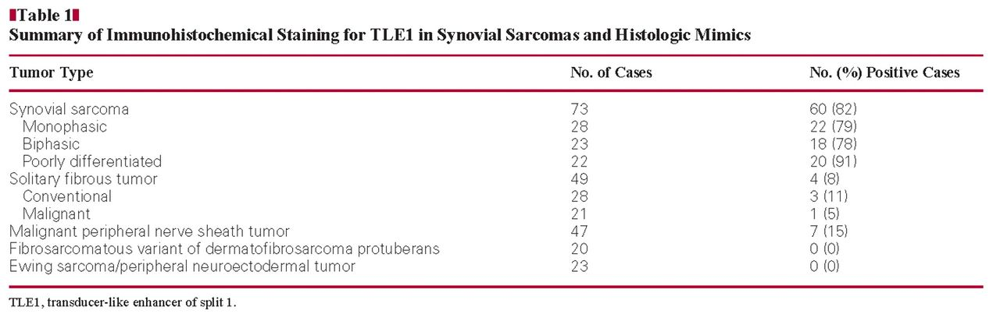 ▮Table 1▮
Summary of Immunohistochemical Staining for TLE1 in Synovial Sarcomas and Histologic Mimics
Tumor Type No. of Cases No. (%) Positive Cases
Synovial sarcoma 73 60 (82)
Monophasic 28 22 (79)
Biphasic 23 18 (78)
Poorly differentiated 22 20 (91)
Solitary fibrous tumor 49 4 (8)
Conventional 28 3 (11)
Malignant 21 1 (5)
Malignant peripheral nerve sheath tumor 47 7 (15)
Fibrosarcomatous variant of dermatofibrosarcoma protuberans 20 0 (0)
Ewing sarcoma/peripheral neuroectodermal tumor 23 0 (0)
TLE1, transducer-like enhancer of split 1.